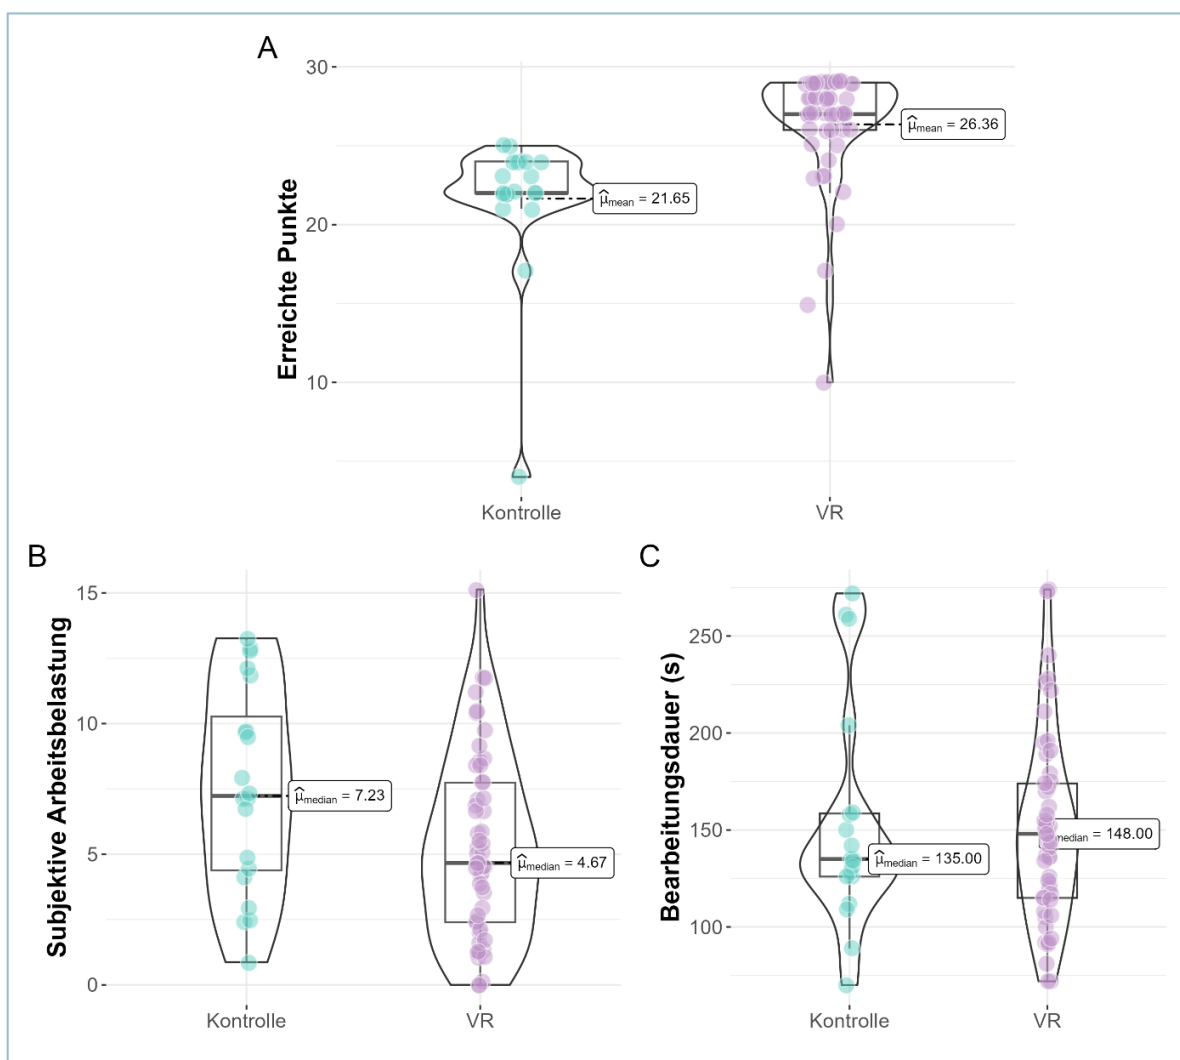 A
30
20
10
Erreichte Punkte
μ̂mean = 26.36
μ̂mean = 21.65
Kontrolle
VR
B
15
10
5
0
Subjektive Arbeitsbelastung
μ̂median = 7.23
μ̂median = 4.67
Kontrolle
VR
C
250
200
150
100
Bearbeitungsdauer (s)
median = 148.00
μ̂median = 135.00
Kontrolle
VR